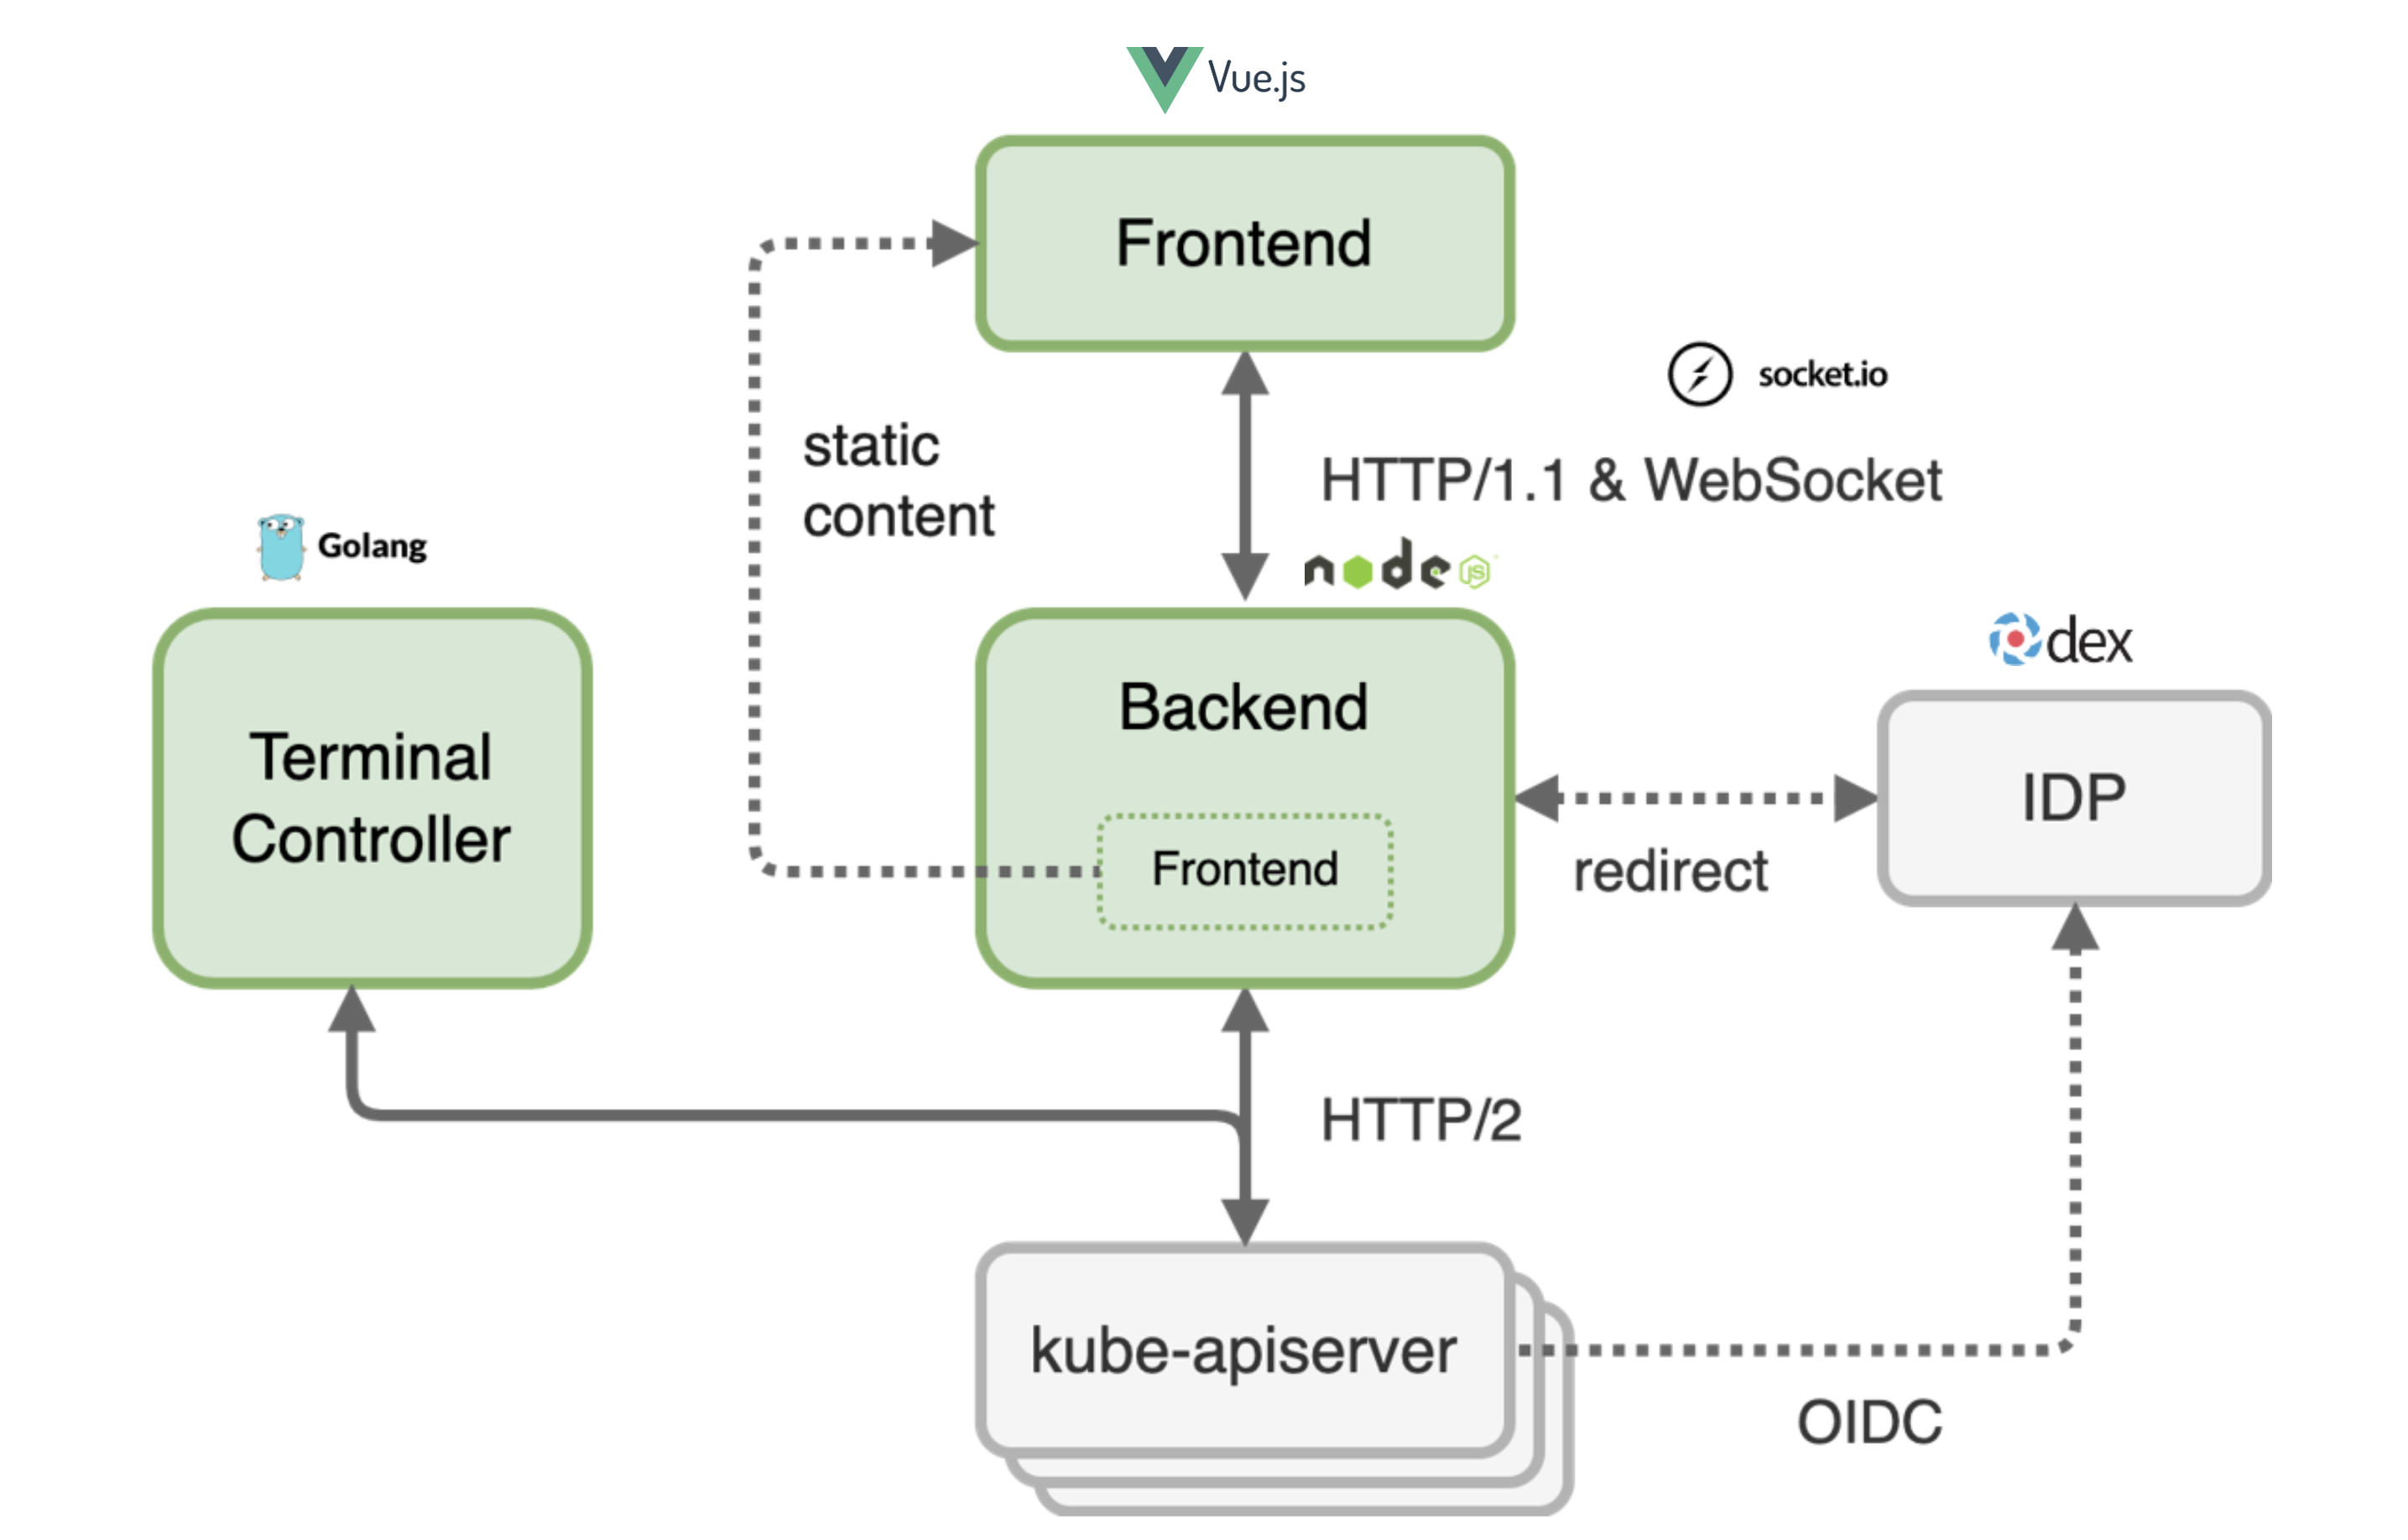 Vue.js
Frontend
socket.io
static
content
HTTP/1.1 & WebSocket
Golang
node
JS
dex
Terminal
Controller
Backend
Frontend
IDP
redirect
HTTP/2
kube-apiserver
OIDC